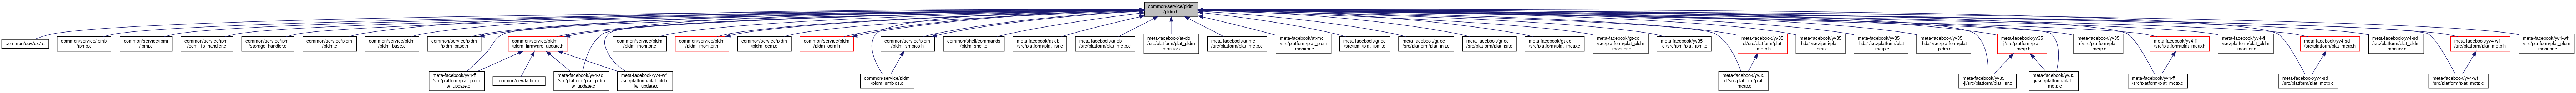 common/service/pldm
/pldm.h
common/dev/cx7.c
common/service/ipmb
/ipmb.c
common/service/ipmi
/ipmi.c
common/service/ipmi
/oem_1s_handler.c
common/service/ipmi
/storage_handler.c
common/service/pldm
/pldm.c
common/service/pldm
/pldm_base.c
common/service/pldm
/pldm_base.h
common/service/pldm
/pldm_firmware_update.h
common/service/pldm
/pldm_monitor.c
common/service/pldm
/pldm_monitor.h
common/service/pldm
/pldm_oem.c
common/service/pldm
/pldm_oem.h
common/service/pldm
/pldm_smbios.h
common/shell/commands
/pldm_shell.c
meta-facebook/at-cb
/src/platform/plat_isr.c
meta-facebook/at-cb
/src/platform/plat_mctp.c
meta-facebook/at-cb
/src/platform/plat_pldm
_monitor.c
meta-facebook/at-mc
/src/platform/plat_mctp.c
meta-facebook/at-mc
/src/platform/plat_pldm
_monitor.c
meta-facebook/gt-cc
/src/ipmi/plat_ipmi.c
meta-facebook/gt-cc
/src/platform/plat_init.c
meta-facebook/gt-cc
/src/platform/plat_isr.c
meta-facebook/gt-cc
/src/platform/plat_mctp.c
meta-facebook/gt-cc
/src/platform/plat_pldm
_monitor.c
meta-facebook/yv35
-cl/src/ipmi/plat_ipmi.c
meta-facebook/yv35
-cl/src/platform/plat
_mctp.h
meta-facebook/yv35
-hda1/src/ipmi/plat
_ipmi.c
meta-facebook/yv35
-hda1/src/platform/plat
_mctp.c
meta-facebook/yv35
-hda1/src/platform/plat
_pldm.c
meta-facebook/yv35
-ji/src/platform/plat
_mctp.h
meta-facebook/yv35
-rf/src/platform/plat
_mctp.c
meta-facebook/yv4-ff
/src/platform/plat_mctp.h
meta-facebook/yv4-ff
/src/platform/plat_pldm
_monitor.c
meta-facebook/yv4-sd
/src/platform/plat_mctp.h
meta-facebook/yv4-sd
/src/platform/plat_pldm
_monitor.c
meta-facebook/yv4-wf
/src/platform/plat_mctp.h
meta-facebook/yv4-wf
/src/platform/plat_pldm
_monitor.c
meta-facebook/yv4-ff
/src/platform/plat_pldm
_fw_update.c
common/dev/lattice.c
meta-facebook/yv4-sd
/src/platform/plat_pldm
_fw_update.c
meta-facebook/yv4-wf
/src/platform/plat_pldm
_fw_update.c
common/service/pldm
/pldm_smbios.c
meta-facebook/yv35
-cl/src/platform/plat
_mctp.c
meta-facebook/yv35
-ji/src/platform/plat_isr.c
meta-facebook/yv35
-ji/src/platform/plat
_mctp.c
meta-facebook/yv4-ff
/src/platform/plat_mctp.c
meta-facebook/yv4-sd
/src/platform/plat_mctp.c
meta-facebook/yv4-wf
/src/platform/plat_mctp.c